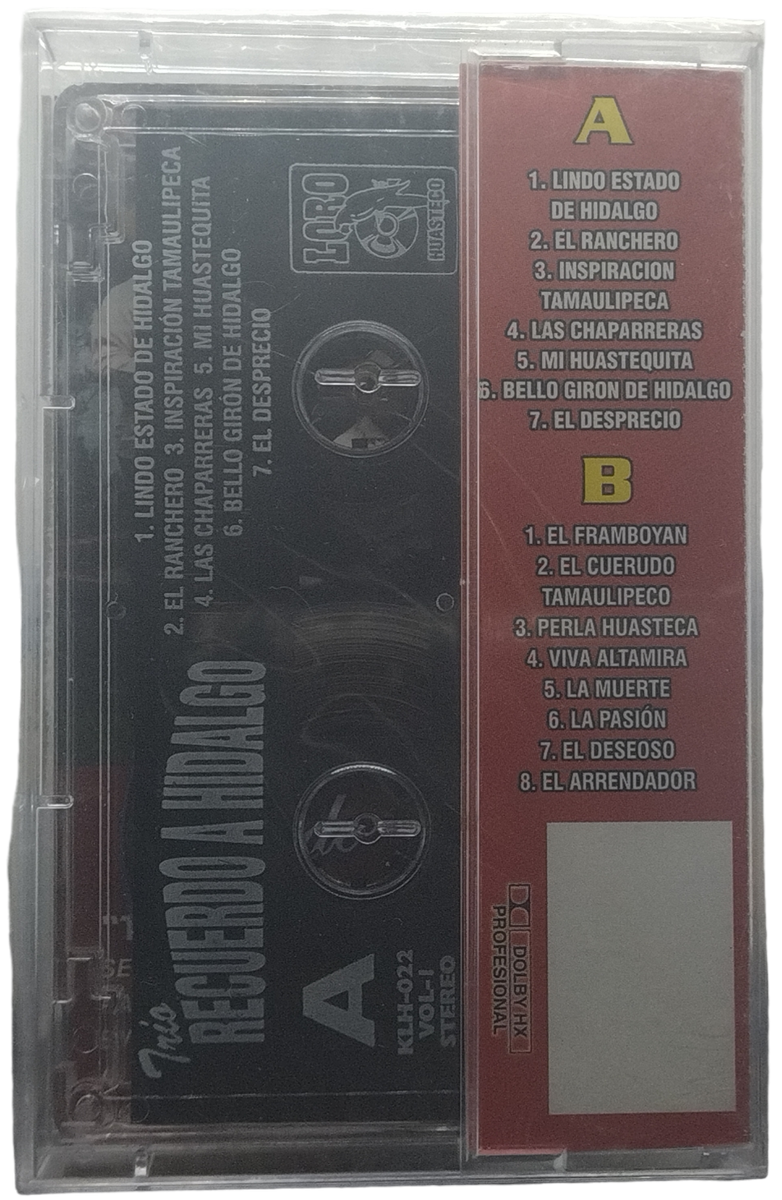 LORO
HUASTECO
1. LINDO ESTADO DE HIDALGO
2. EL RANCHERO 3. INSPIRACIÓN TAMAULIPECA
4. LAS CHAPARRERAS 5. MI HUASTEQUITA
6. BELLO GIRÓN DE HIDALGO
7. EL DESPRECIO
Trío
RECUERDO A HIDALGO
A
KLH-022
VOL-I
STEREO
A
1. LINDO ESTADO
DE HIDALGO
2. EL RANCHERO
3. INSPIRACION
TAMAULIPECA
4. LAS CHAPARRERAS
5. MI HUASTEQUITA
6. BELLO GIRON DE HIDALGO
7. EL DESPRECIO
B
1. EL FRAMBOYAN
2. EL CUERUDO
TAMAULIPECO
3. PERLA HUASTECA
4. VIVA ALTAMIRA
5. LA MUERTE
6. LA PASIÓN
7. EL DESEOSO
8. EL ARRENDADOR
DOLBY HX
PROFESIONAL